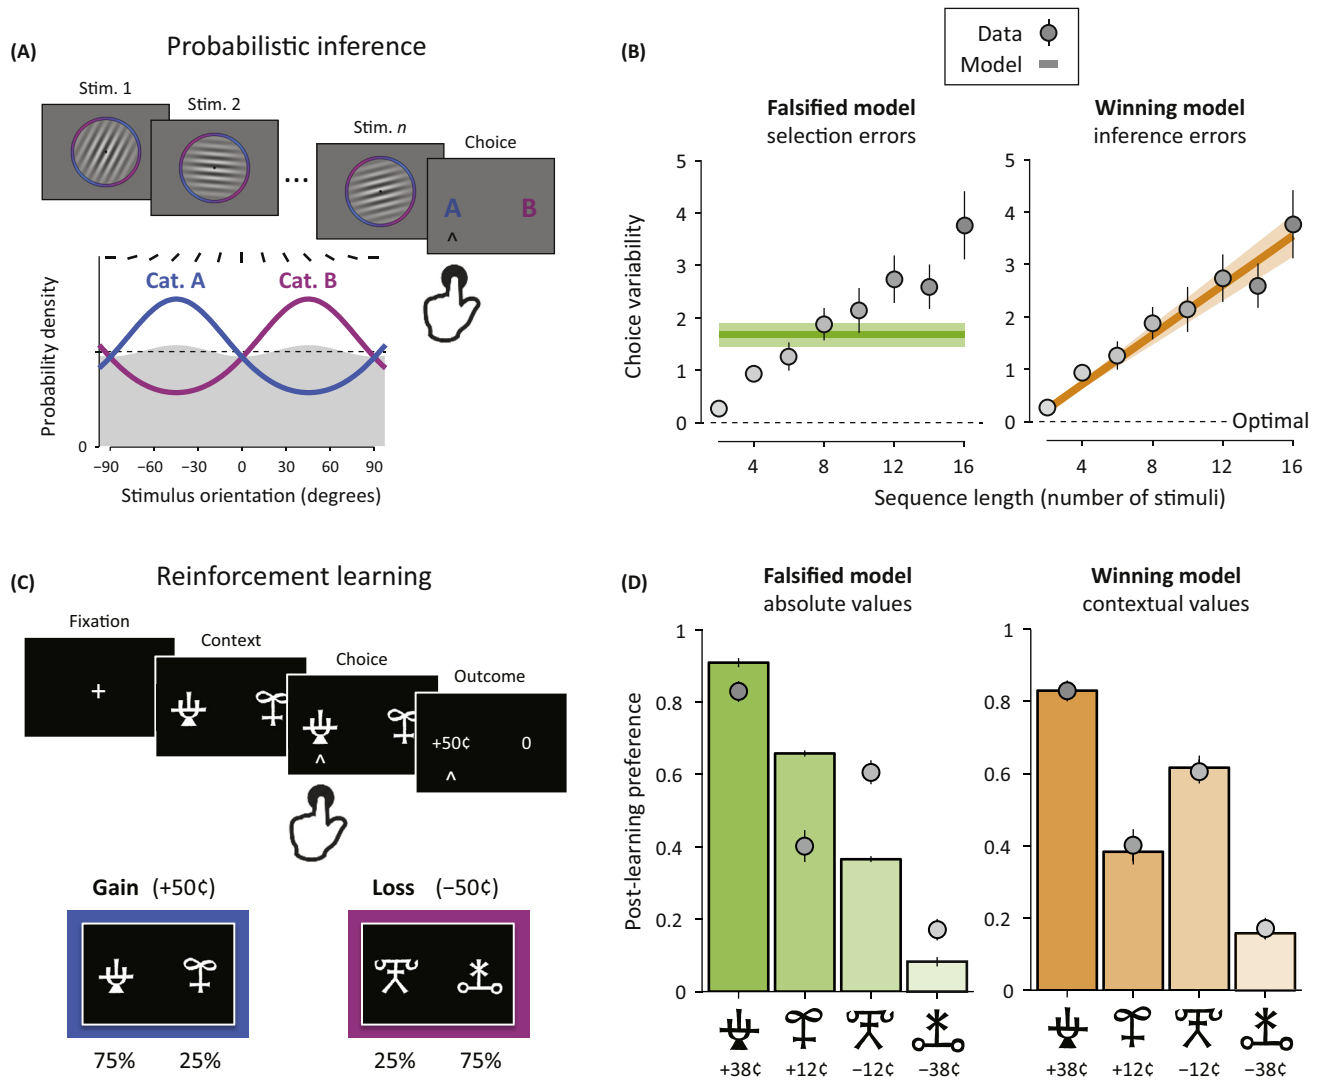 (A)
Probabilistic inference
Stim. 1
Stim. 2
Stim. n
Choice
...
A B
^
Cat. A Cat. B
Probability density
0
−90 −60 −30 0 30 60 90
Stimulus orientation (degrees)
(B)
Data
Model
Falsified model
selection errors
Winning model
inference errors
Choice variability
5
4
3
2
1
0
4 8 12 16
5
4
3
2
1
0
Optimal
4 8 12 16
Sequence length (number of stimuli)
(C)
Reinforcement learning
Fixation
+
Context
Choice
^
Outcome
+50¢ 0
^
Gain (+50¢)
75% 25%
Loss (−50¢)
25% 75%
(D)
Falsified model
absolute values
Winning model
contextual values
Post-learning preference
1
0.8
0.6
0.4
0.2
0
+38¢ +12¢ −12¢ −38¢
1
0.8
0.6
0.4
0.2
0
+38¢ +12¢ −12¢ −38¢